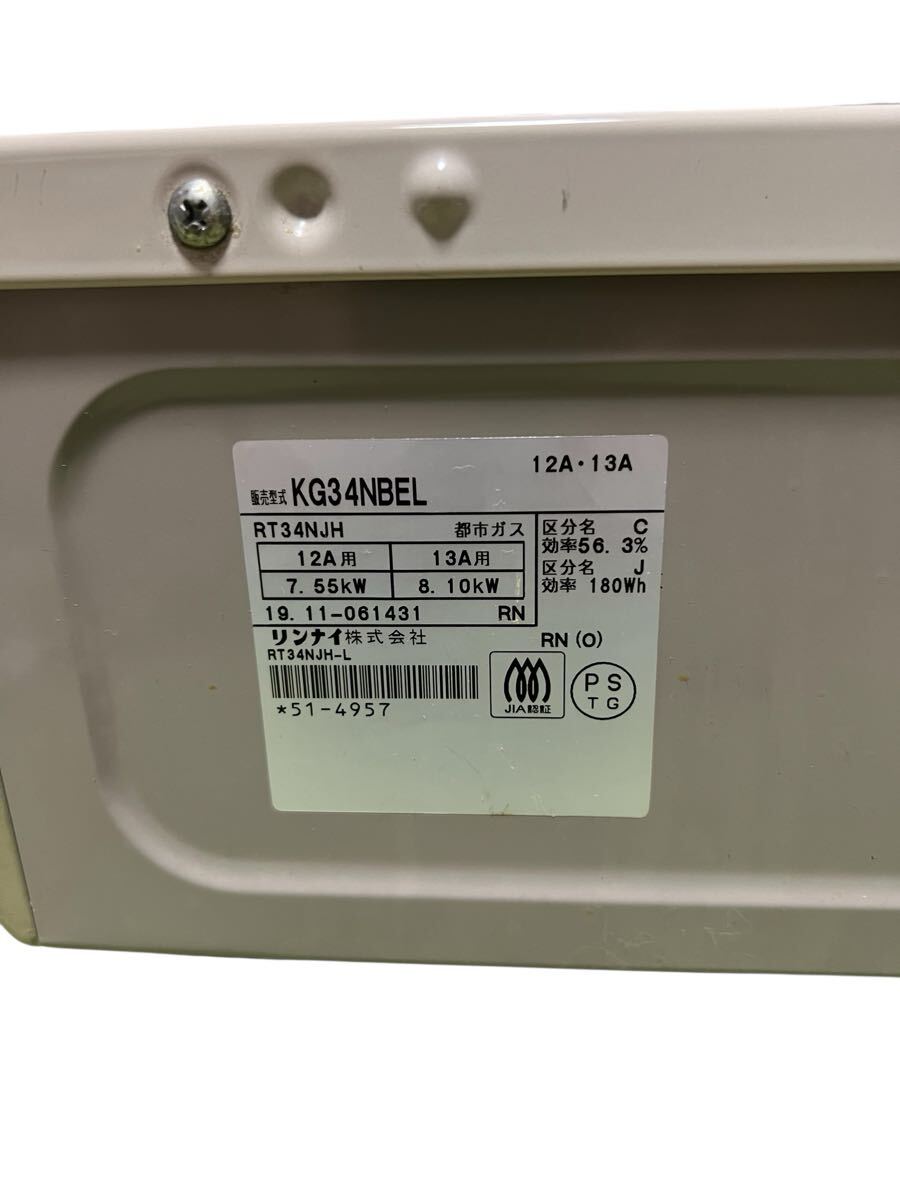 12A・13A
販売型式 KG34NBEL
RT34NJH 都市ガス
12A用 13A用
7.55kW 8.10kW
19.11-061431 RN
区分名 C
効率56.3%
区分名 J
効率 180Wh
リンナイ株式会社
RN(O)
RT34NJH-L
*51-4957
JIA認証
PS
TG